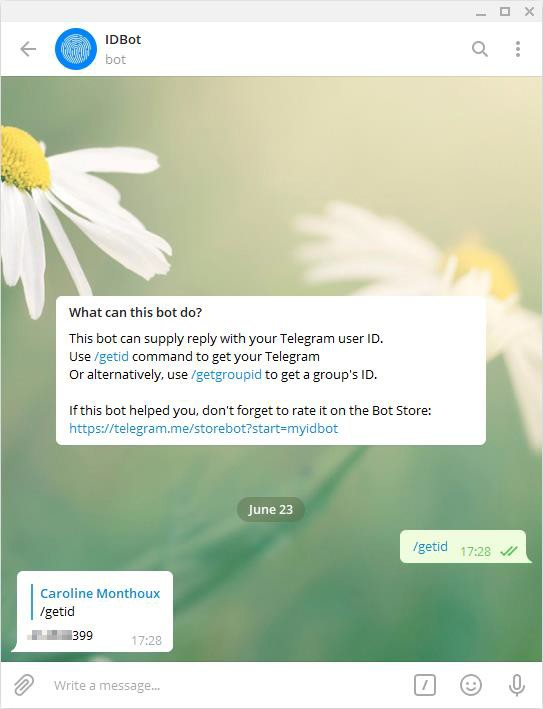 IDBot
bot
What can this bot do?
This bot can supply reply with your Telegram user ID.
Use /getid command to get your Telegram
Or alternatively, use /getgroupid to get a group's ID.
If this bot helped you, don't forget to rate it on the Bot Store:
https://telegram.me/storebot?start=myidbot
June 23
/getid 17:28
Caroline Monthoux
/getid
399 17:28
Write a message...